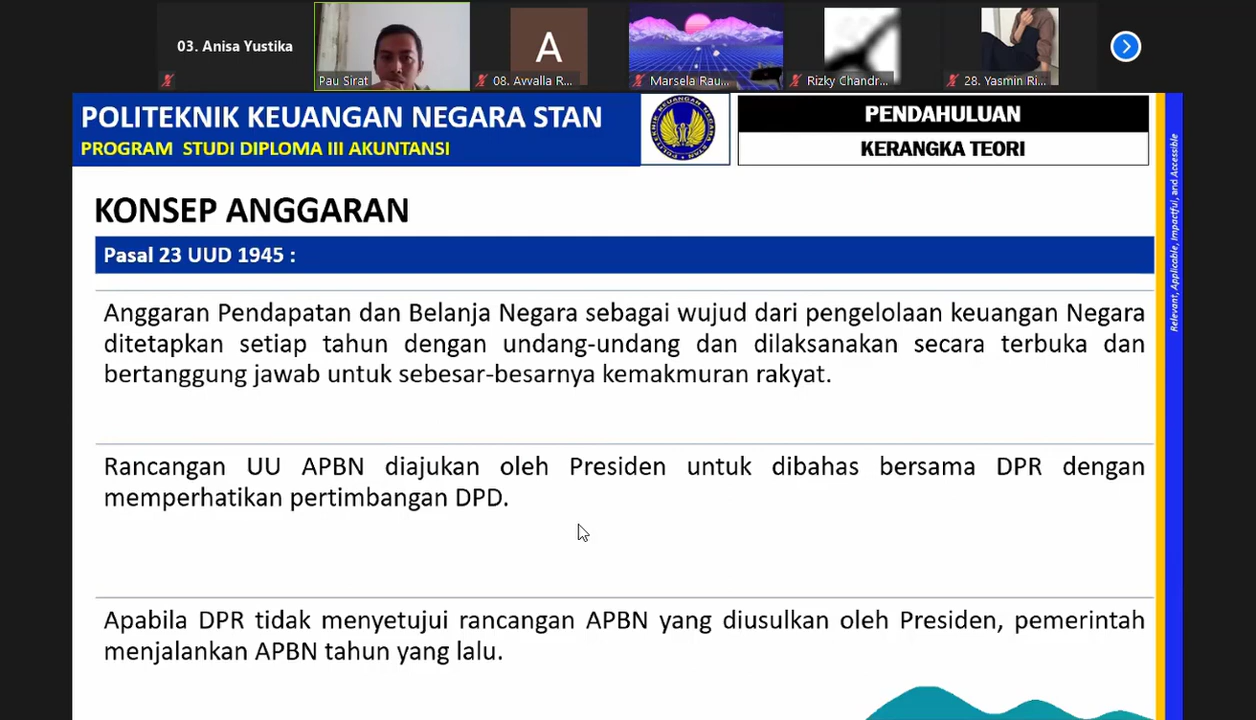 03. Anisa Yustika
Pau Sirat
A
08. Avvalla R...
Marsela Rau...
Rizky Chandr...
28. Yasmin Ri...
POLITEKNIK KEUANGAN NEGARA STAN
PROGRAM STUDI DIPLOMA III AKUNTANSI
PENDAHULUAN
KERANGKA TEORI
KONSEP ANGGARAN
Pasal 23 UUD 1945 :
Anggaran Pendapatan dan Belanja Negara sebagai wujud dari pengelolaan keuangan Negara
ditetapkan setiap tahun dengan undang-undang dan dilaksanakan secara terbuka dan
bertanggung jawab untuk sebesar-besarnya kemakmuran rakyat.
Rancangan UU APBN diajukan oleh Presiden untuk dibahas bersama DPR dengan
memperhatikan pertimbangan DPD.
Apabila DPR tidak menyetujui rancangan APBN yang diusulkan oleh Presiden, pemerintah
menjalankan APBN tahun yang lalu.
Relevant, Applicable, Impactful, and Accessible